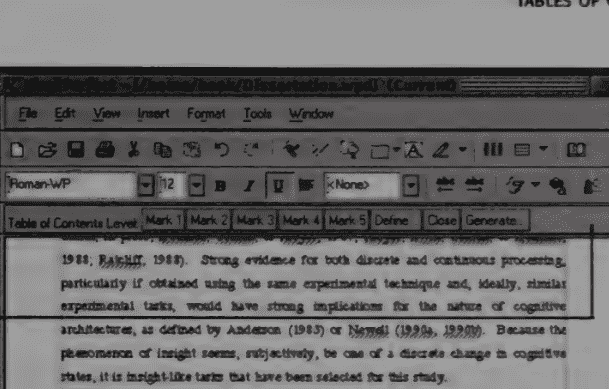 TABLES OF
(Current)
File Edit View Insert Format Tools Window
Roman-WP 12 B I U <None> abc abc
Table of Contents Level: Mark 1 Mark 2 Mark 3 Mark 4 Mark 5 Define Close Generate...
1988; Ratcliff, 1988). Strong evidence for both discrete and continuous processing,
particularly if obtained using the same experimental technique and, ideally, similar
experimental tasks, would have strong implications for the nature of cognitive
architectures, as defined by Anderson (1983) or Newell (1990a, 1990b). Because the
phenomenon of insight seems, subjectively, to be one of a discrete change in cognitive
states, it is insight-like tasks that have been selected for this study.